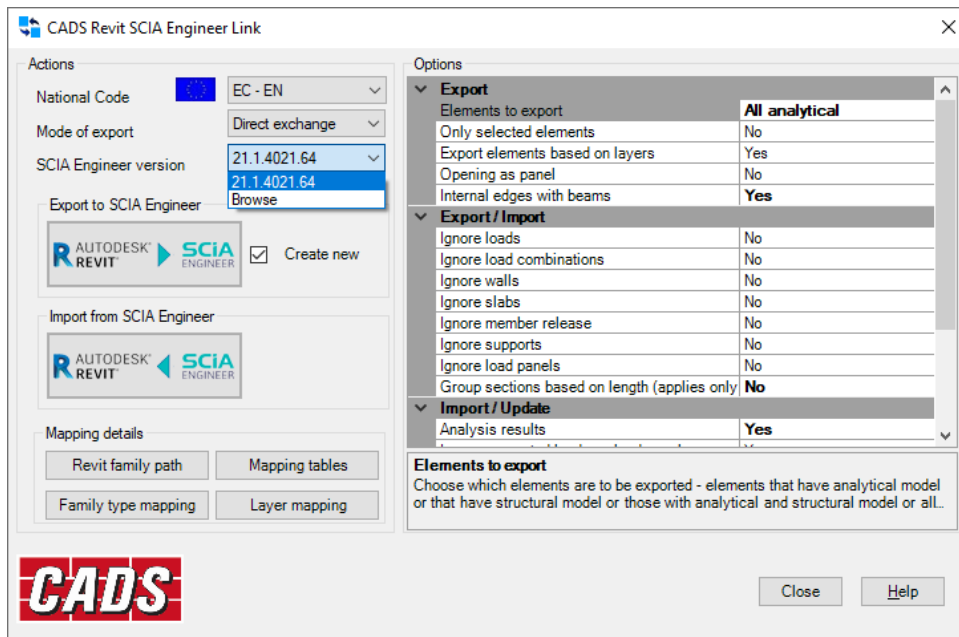 CADS Revit SCIA Engineer Link
Actions
National Code
EC - EN
Mode of export
Direct exchange
SCIA Engineer version
21.1.4021.64
21.1.4021.64
Browse
Export to SCIA Engineer
R AUTODESK REVIT SCIA ENGINEER
Create new
Import from SCIA Engineer
R AUTODESK REVIT SCIA ENGINEER
Mapping details
Revit family path
Mapping tables
Family type mapping
Layer mapping
Options
Export
Elements to export All analytical
Only selected elements No
Export elements based on layers Yes
Opening as panel No
Internal edges with beams Yes
Export / Import
Ignore loads No
Ignore load combinations No
Ignore walls No
Ignore slabs No
Ignore member release No
Ignore supports No
Ignore load panels No
Group sections based on length (applies only No
Import / Update
Analysis results Yes
Elements to export
Choose which elements are to be exported - elements that have analytical model
or that have structural model or those with analytical and structural model or all...
CADS
Close
Help